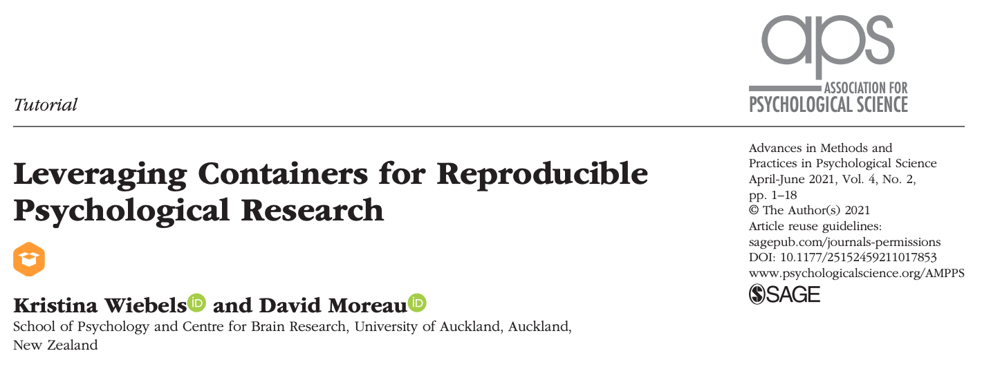 aps
ASSOCIATION FOR
PSYCHOLOGICAL SCIENCE
Tutorial
Leveraging Containers for Reproducible
Psychological Research
Kristina Wiebels iD and David Moreau iD
School of Psychology and Centre for Brain Research, University of Auckland, Auckland,
New Zealand
Advances in Methods and
Practices in Psychological Science
April-June 2021, Vol. 4, No. 2,
pp. 1–18
© The Author(s) 2021
Article reuse guidelines:
sagepub.com/journals-permissions
DOI: 10.1177/25152459211017853
www.psychologicalscience.org/AMPPS
SAGE